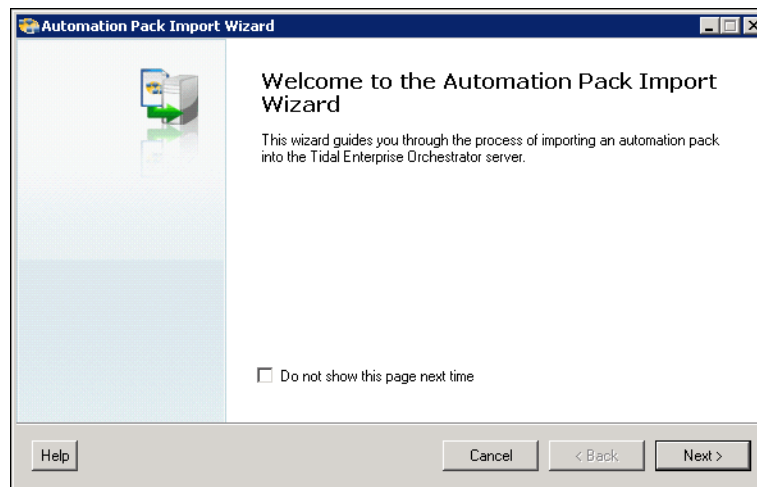 Automation Pack Import Wizard
Welcome to the Automation Pack Import
Wizard
This wizard guides you through the process of importing an automation pack
into the Tidal Enterprise Orchestrator server.
Do not show this page next time
Help
Cancel
< Back
Next >